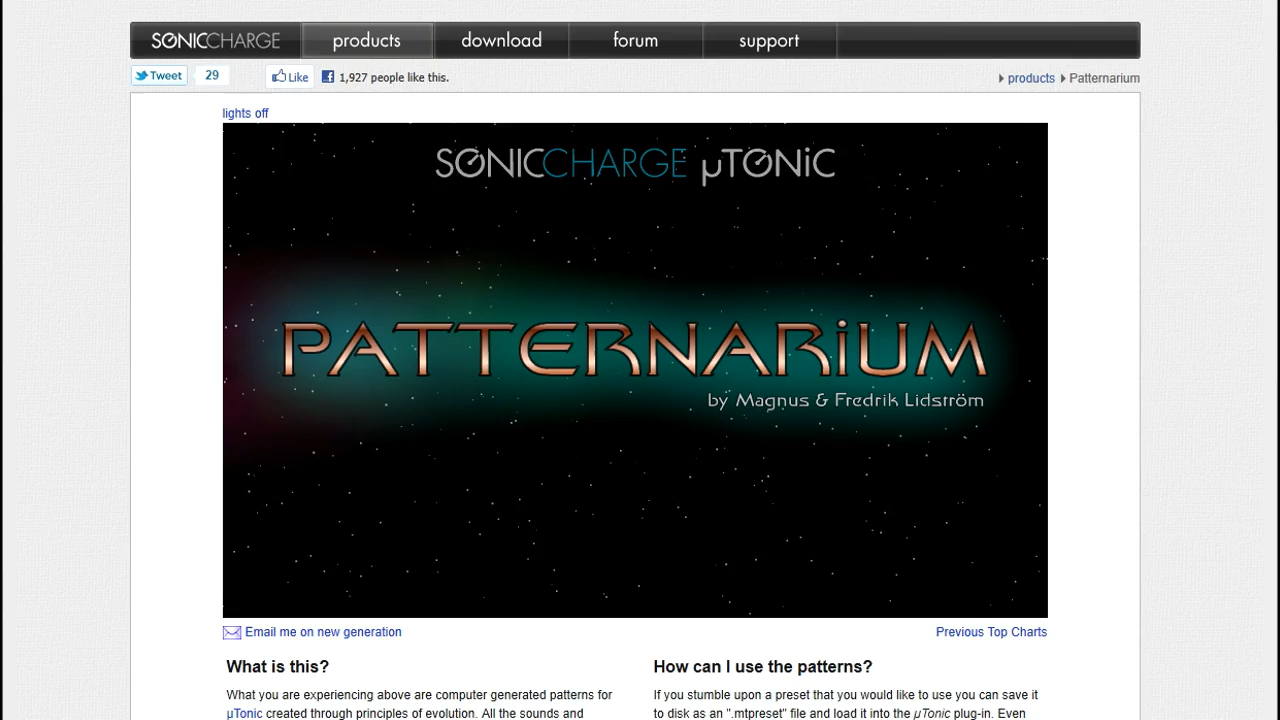 SONICCHARGE products download forum support
Tweet 29 Like 1,927 people like this. products Patternarium
lights off
SONICCHARGE µTONiC
PATTERNARiUM
by Magnus & Fredrik Lidström
Email me on new generation Previous Top Charts
What is this?
What you are experiencing above are computer generated patterns for
µTonic created through principles of evolution. All the sounds and
How can I use the patterns?
If you stumble upon a preset that you would like to use you can save it
to disk as an ".mtpreset" file and load it into the µTonic plug-in. Even